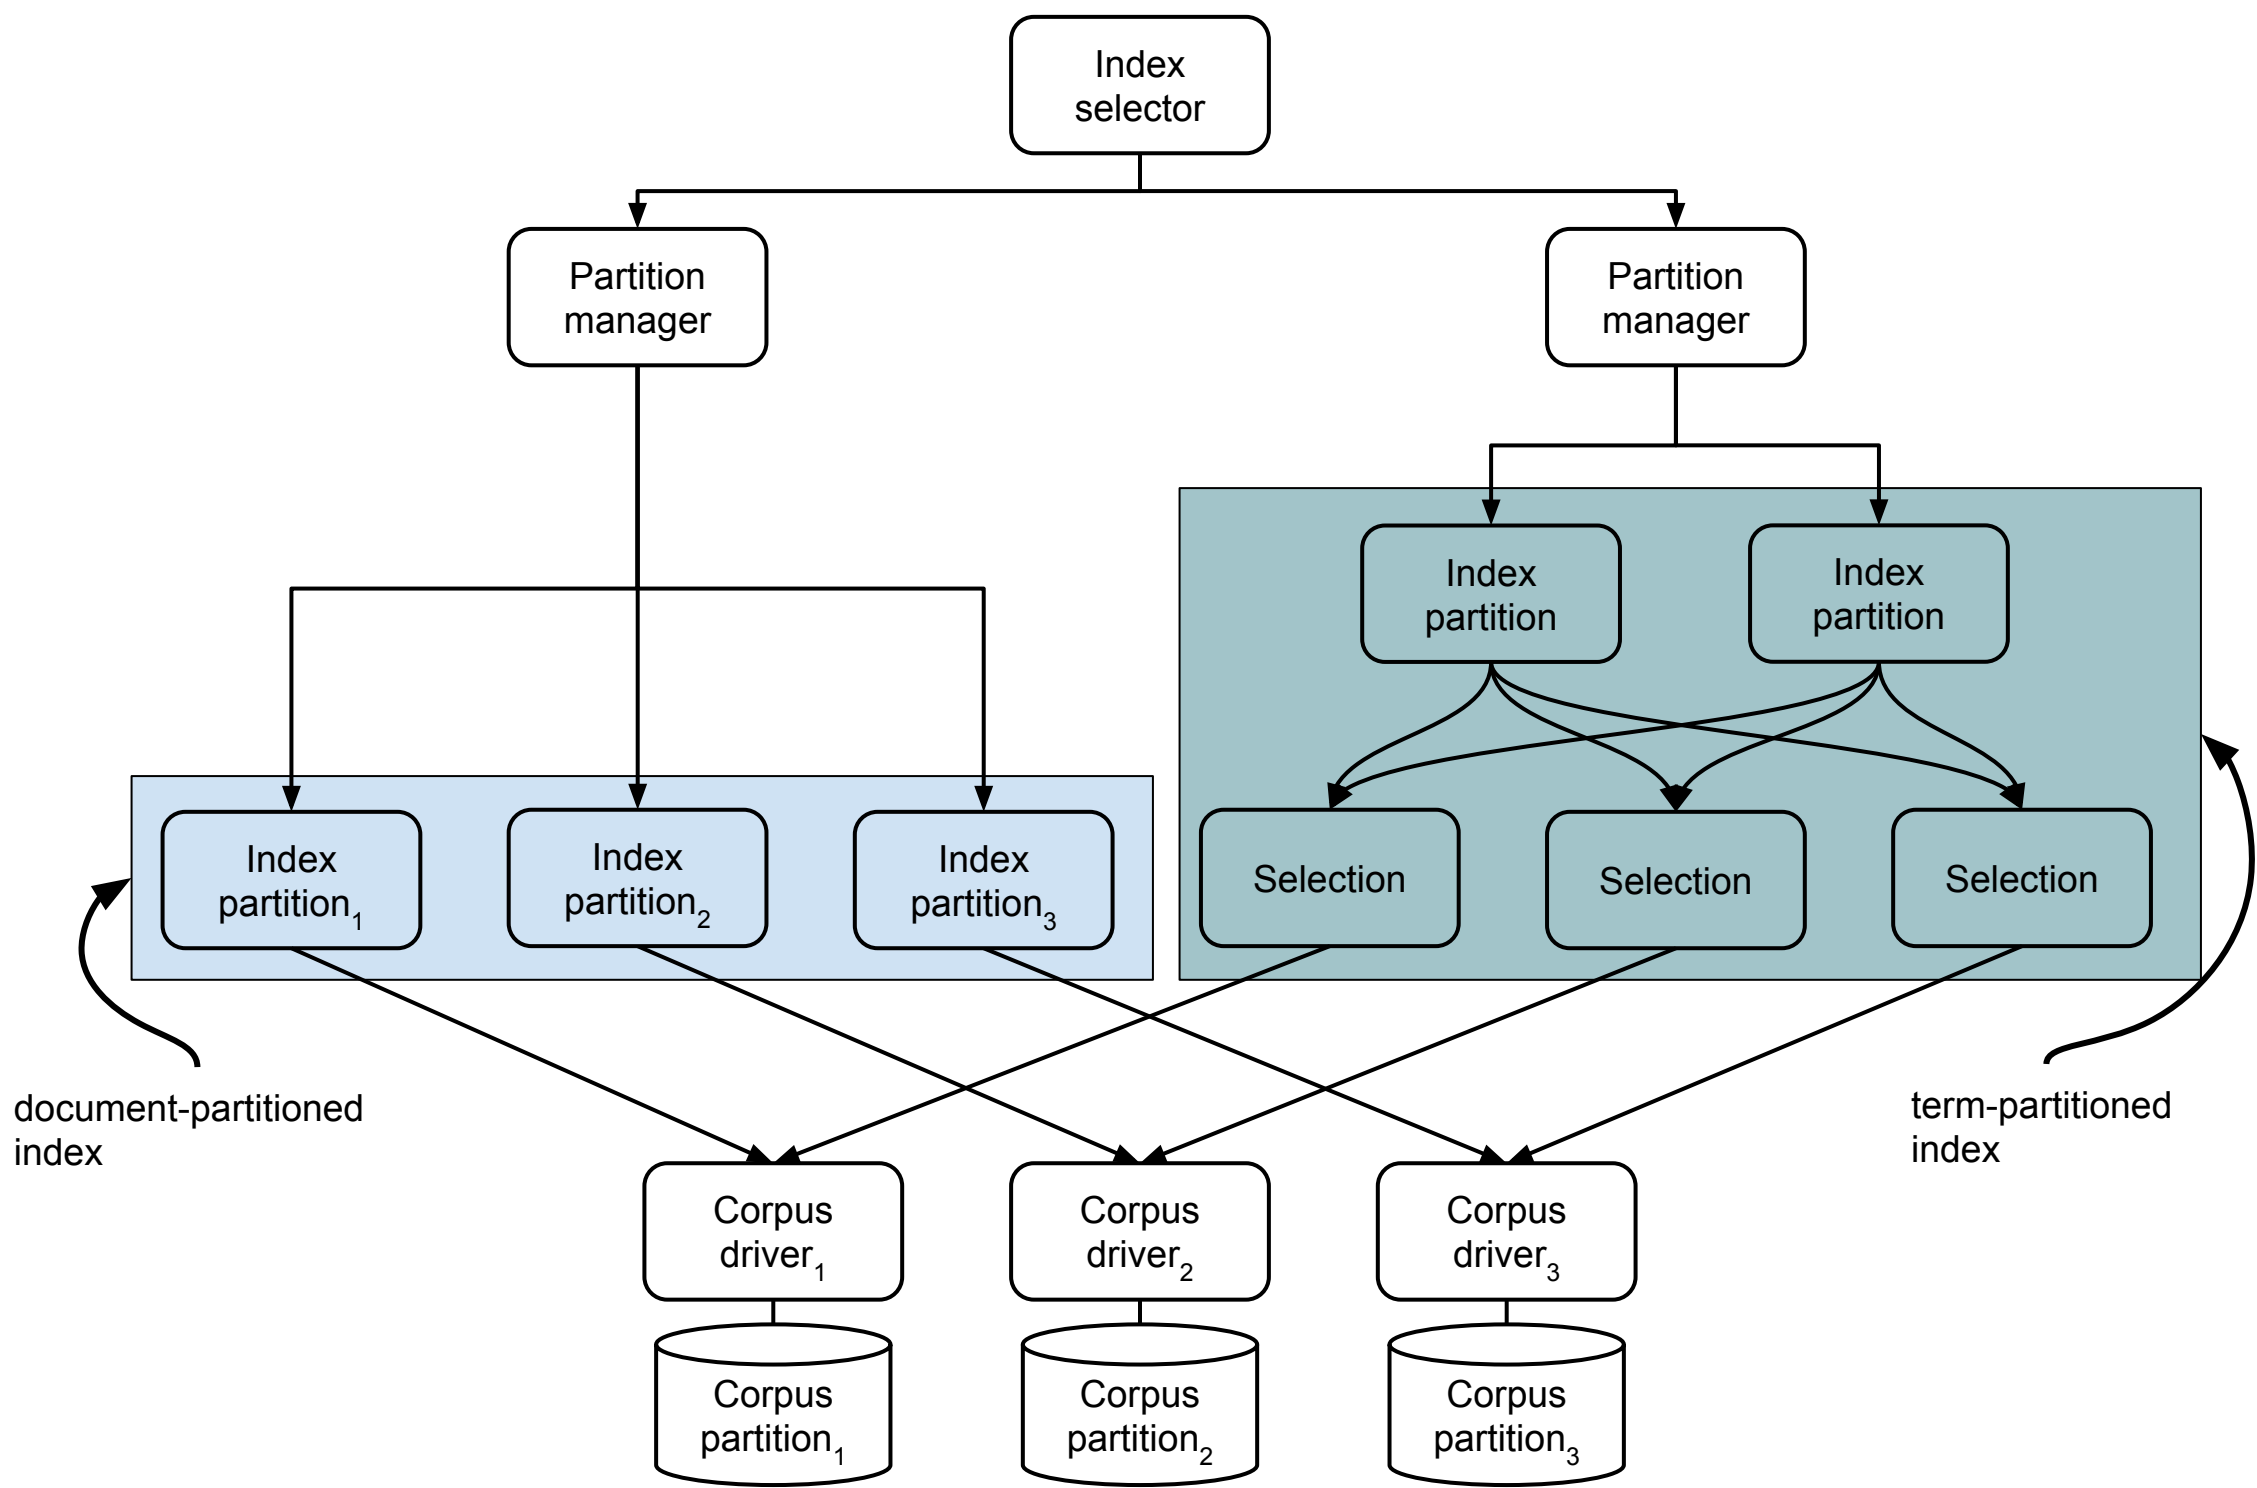 Index
selector
Partition
manager
Partition
manager
Index
partition
Index
partition
Index
partition1
Index
partition2
Index
partition3
Selection
Selection
Selection
document-partitioned
index
term-partitioned
index
Corpus
driver1
Corpus
driver2
Corpus
driver3
Corpus
partition1
Corpus
partition2
Corpus
partition3